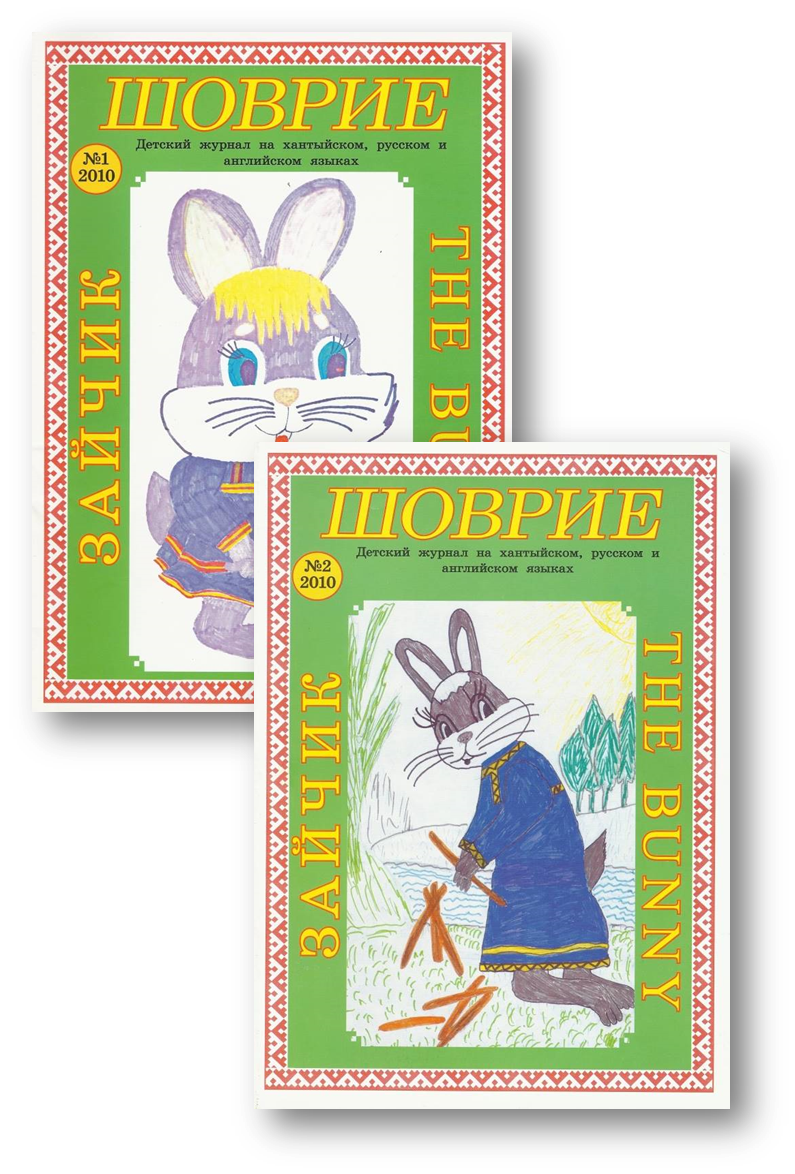 ШОВРИЕ
Детский журнал на хантыйском, русском и
английском языках
№1
2010
ЗАЙЧИК
THE BU
ШОВРИЕ
Детский журнал на хантыйском, русском и
английском языках
№2
2010
ЗАЙЧИК
THE BUNNY